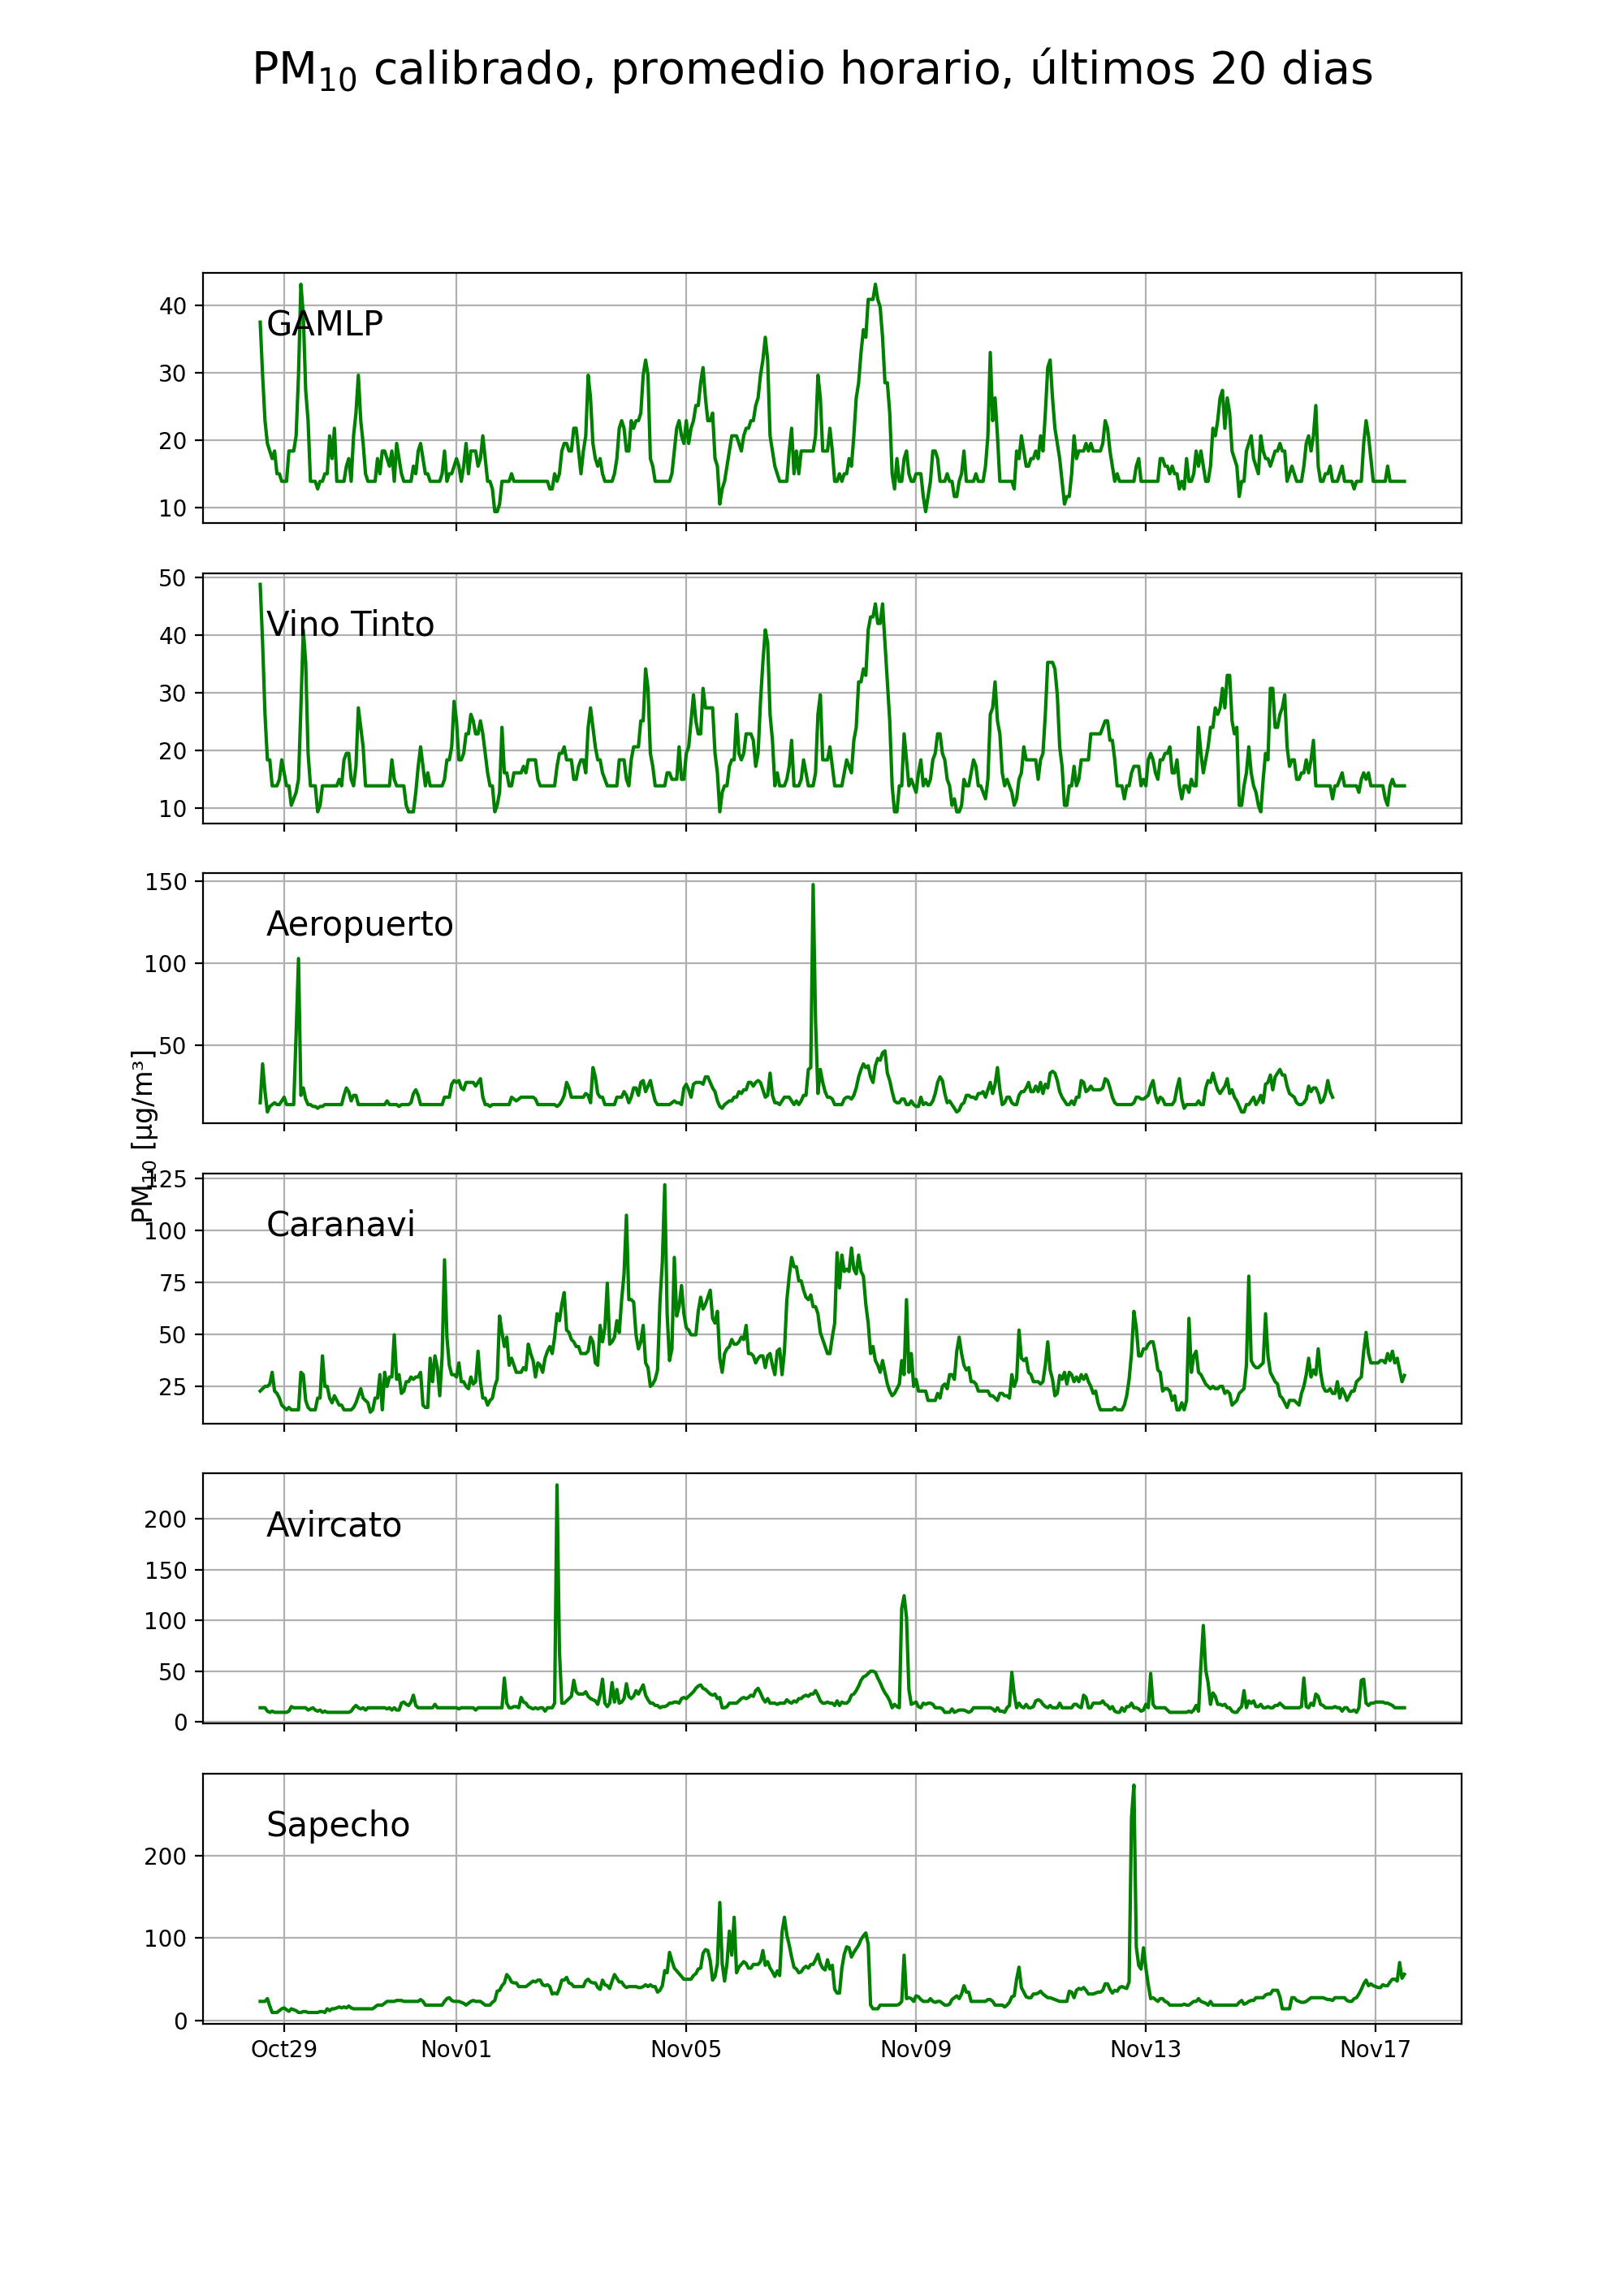 PM₁₀ calibrado, promedio horario, últimos 20 dias
40
GAMLP
30
20
10
50
Vino Tinto
40
30
20
10
150
Aeropuerto
100
50
PM₁₀ [µg/m³]
125
Caranavi
100
75
50
25
Avircato
200
150
100
50
0
Sapecho
200
100
0
Oct29 Nov01 Nov05 Nov09 Nov13 Nov17